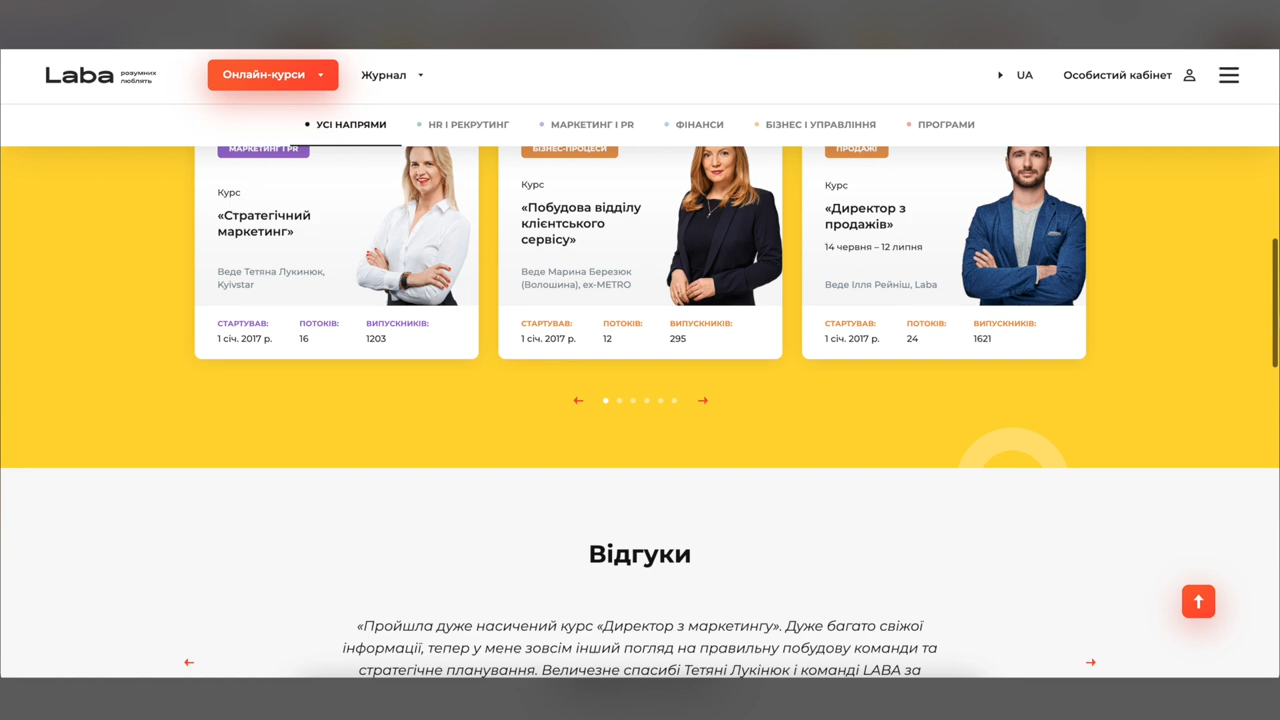 Laba розумних люблять
Онлайн-курси
Журнал
UA
Особистий кабінет
УСІ НАПРЯМИ
HR І РЕКРУТИНГ
МАРКЕТИНГ І PR
ФІНАНСИ
БІЗНЕС І УПРАВЛІННЯ
ПРОГРАМИ
МАРКЕТИНГ І PR
Курс
«Стратегічний
маркетинг»
Веде Тетяна Лукинюк,
Kyivstar
СТАРТУВАВ: ПОТОКІВ: ВИПУСКНИКІВ:
1 січ. 2017 р. 16 1203
БІЗНЕС-ПРОЦЕСИ
Курс
«Побудова відділу
клієнтського
сервісу»
Веде Марина Березюк
(Волошина), ex-METRO
СТАРТУВАВ: ПОТОКІВ: ВИПУСКНИКІВ:
1 січ. 2017 р. 12 295
ПРОДАЖІ
Курс
«Директор з
продажів»
14 червня – 12 липня
Веде Ілля Рейніш, Laba
СТАРТУВАВ: ПОТОКІВ: ВИПУСКНИКІВ:
1 січ. 2017 р. 24 1621
Відгуки
«Пройшла дуже насичений курс «Директор з маркетингу». Дуже багато свіжої
інформації, тепер у мене зовсім інший погляд на правильну побудову команди та
стратегічне планування. Величезне спасибі Тетяні Лукінюк і команді LABA за